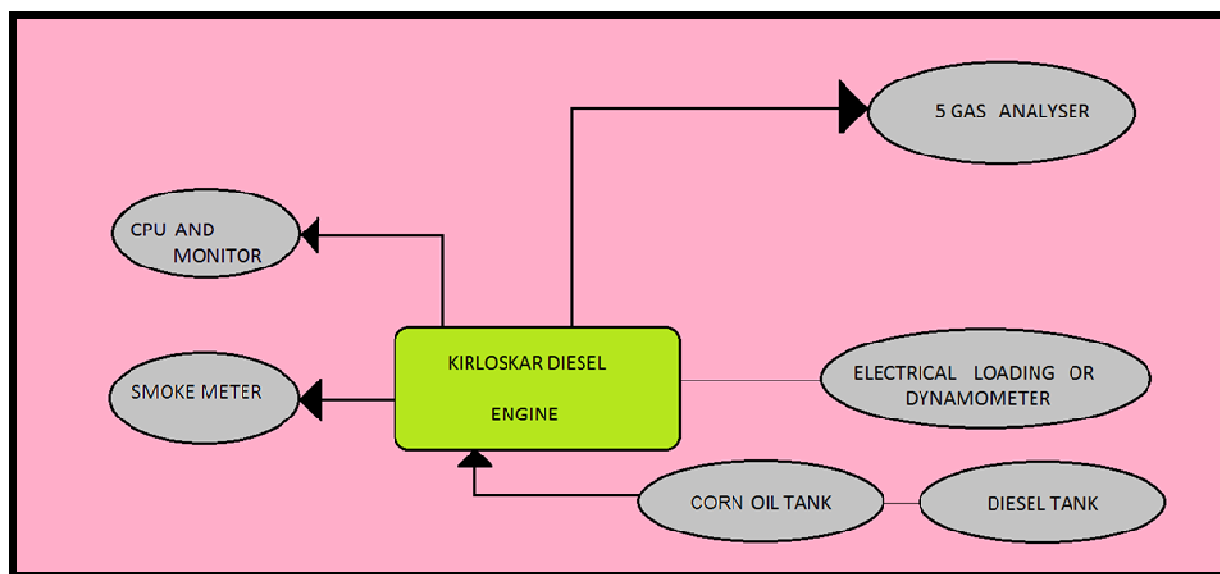 5 GAS ANALYSER
CPU AND
MONITOR
KIRLOSKAR DIESEL
ENGINE
SMOKE METER
ELECTRICAL LOADING OR
DYNAMOMETER
CORN OIL TANK
DIESEL TANK